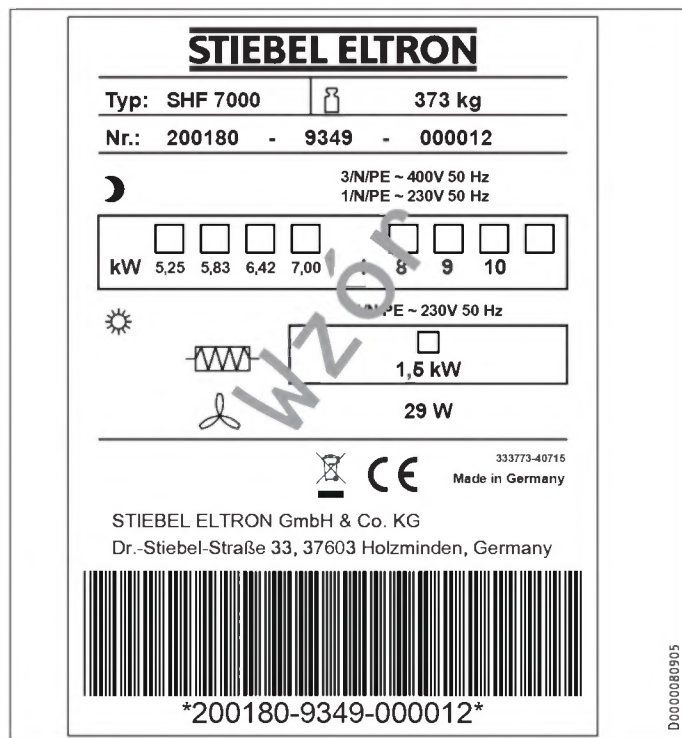 STIEBEL ELTRON
Typ: SHF 7000 373 kg
Nr.: 200180 - 9349 - 000012
3/N/PE ~ 400V 50 Hz
1/N/PE ~ 230V 50 Hz
kW 5,25 5,83 6,42 7,00 8 9 10
/N/PE ~ 230V 50 Hz
1,5 kW
29 W
Wzór
CE
333773-40715
Made in Germany
STIEBEL ELTRON GmbH & Co. KG
Dr.-Stiebel-Straße 33, 37603 Holzminden, Germany
*200180-9349-000012*
D0000080905